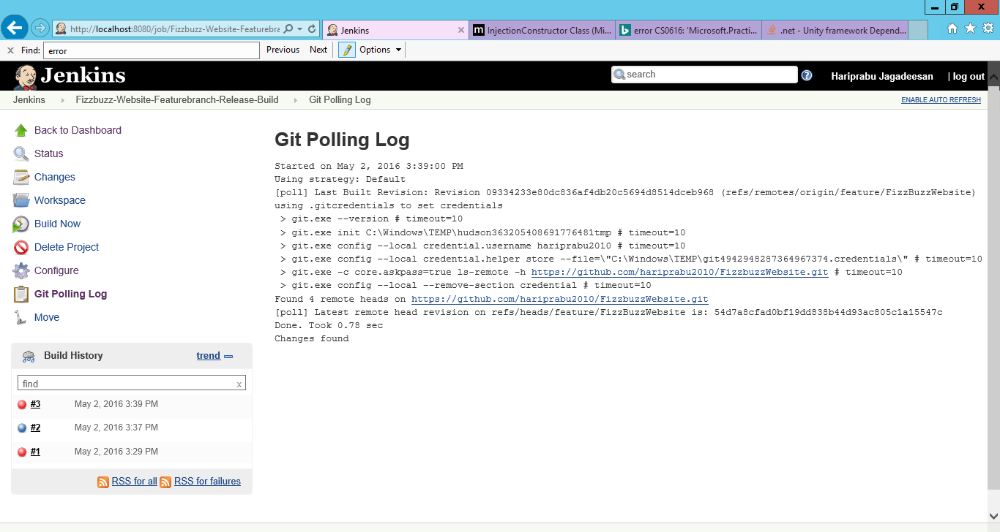 X
http://localhost:8080/job/Fizzbuzz-Website-Featurebra
Jenkins
InjectionConstructor Class (Mi...
error CS0616: 'Microsoft.Practi...
.net - Unity framework Depend...
x Find: error Previous Next Options
Jenkins
search
?
Hariprabu Jagadeesan | log out
Jenkins Fizzbuzz-Website-Featurebranch-Release-Build Git Polling Log
ENABLE AUTO REFRESH
Back to Dashboard
Status
Changes
Workspace
Build Now
Delete Project
Configure
Git Polling Log
Move
Build History trend
find x
#3 May 2, 2016 3:39 PM
#2 May 2, 2016 3:37 PM
#1 May 2, 2016 3:29 PM
RSS for all RSS for failures
Git Polling Log
Started on May 2, 2016 3:39:00 PM
Using strategy: Default
[poll] Last Built Revision: Revision 09334233e80dc836af4db20c5694d8514dceb968 (refs/remotes/origin/feature/FizzBuzzWebsite)
using .gitcredentials to set credentials
> git.exe --version # timeout=10
> git.exe init C:\Windows\TEMP\hudson3632054086917764​81tmp # timeout=10
> git.exe config --local credential.username hariprabu2010 # timeout=10
> git.exe config --local credential.helper store --file=\"C:\Windows\TEMP\git4942948287364967374.credentials\" # timeout=10
> git.exe -c core.askpass=true ls-remote -h https://github.com/hariprabu2010/FizzbuzzWebsite.git # timeout=10
> git.exe config --local --remove-section credential # timeout=10
Found 4 remote heads on https://github.com/hariprabu2010/FizzbuzzWebsite.git
[poll] Latest remote head revision on refs/heads/feature/FizzBuzzWebsite is: 54d7a8cfad0bf19dd838b44d93ac805c1a15547c
Done. Took 0.78 sec
Changes found